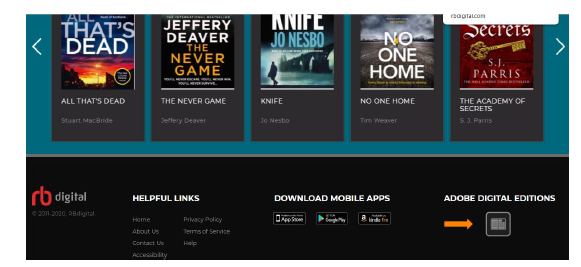 ALL
THAT'S
DEAD
JEFFERY
DEAVER
THE
NEVER
GAME
KNIFE
JO NESBO
NO
ONE
HOME
rbdigital.com
Secrets
S.J.
PARRIS
ALL THAT'S DEAD
Stuart MacBride
THE NEVER GAME
Jeffery Deaver
KNIFE
Jo Nesbo
NO ONE HOME
Tim Weaver
THE ACADEMY OF
SECRETS
S. J. Parris
rb digital
© 2011-2020, RBdigital
HELPFUL LINKS
Home
Privacy Policy
About Us
Terms of Service
Contact Us
Help
Accessibility
DOWNLOAD MOBILE APPS
App Store
Google Play
kindle fire
ADOBE DIGITAL EDITIONS